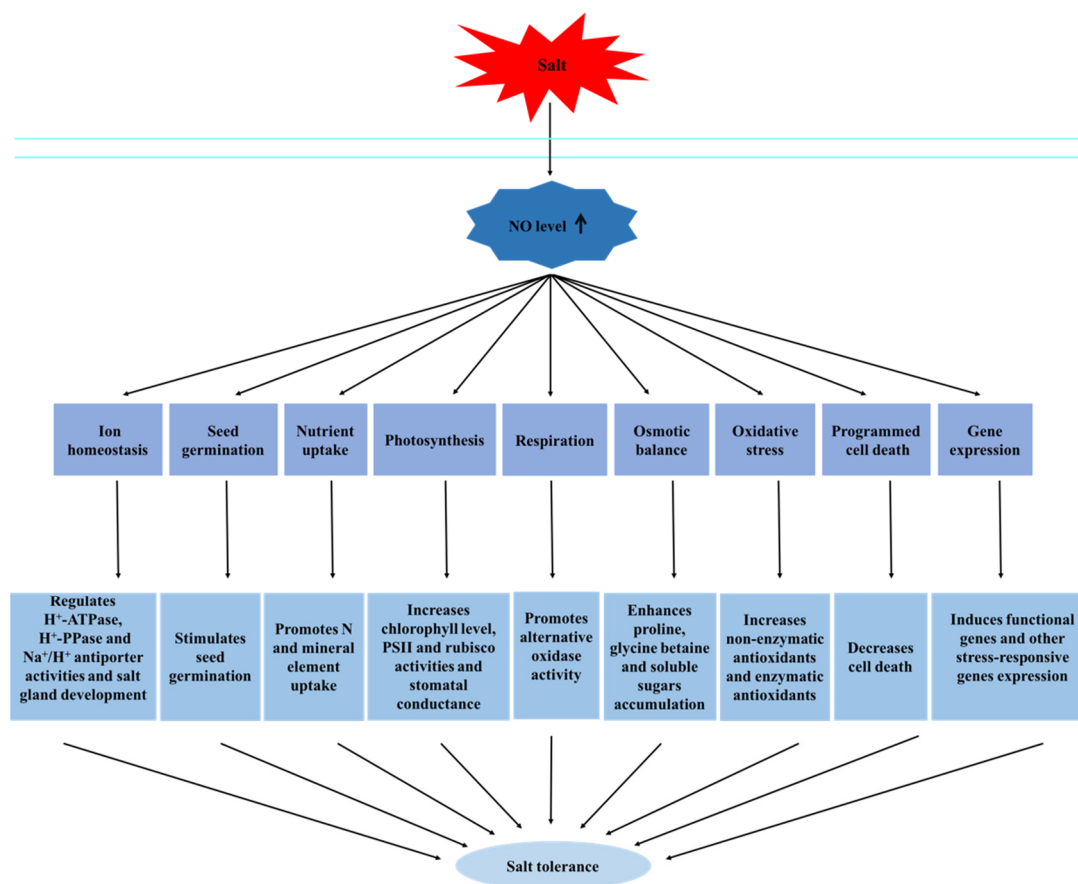 Salt
NO level ↑
Ion
homeostasis
Seed
germination
Nutrient
uptake
Photosynthesis
Respiration
Osmotic
balance
Oxidative
stress
Programmed
cell death
Gene
expression
Regulates
H⁺-ATPase,
H⁺-PPase and
Na⁺/H⁺ antiporter
activities and salt
gland development
Stimulates
seed
germination
Promotes N
and mineral element
uptake
Increases
chlorophyll level,
PSII and rubisco
activities and
stomatal
conductance
Promotes
alternative
oxidase
activity
Enhances
proline,
glycine betaine
and soluble
sugars
accumulation
Increases
non-enzymatic
antioxidants
and enzymatic
antioxidants
Decreases
cell death
Induces functional
genes and other
stress-responsive
genes expression
Salt tolerance